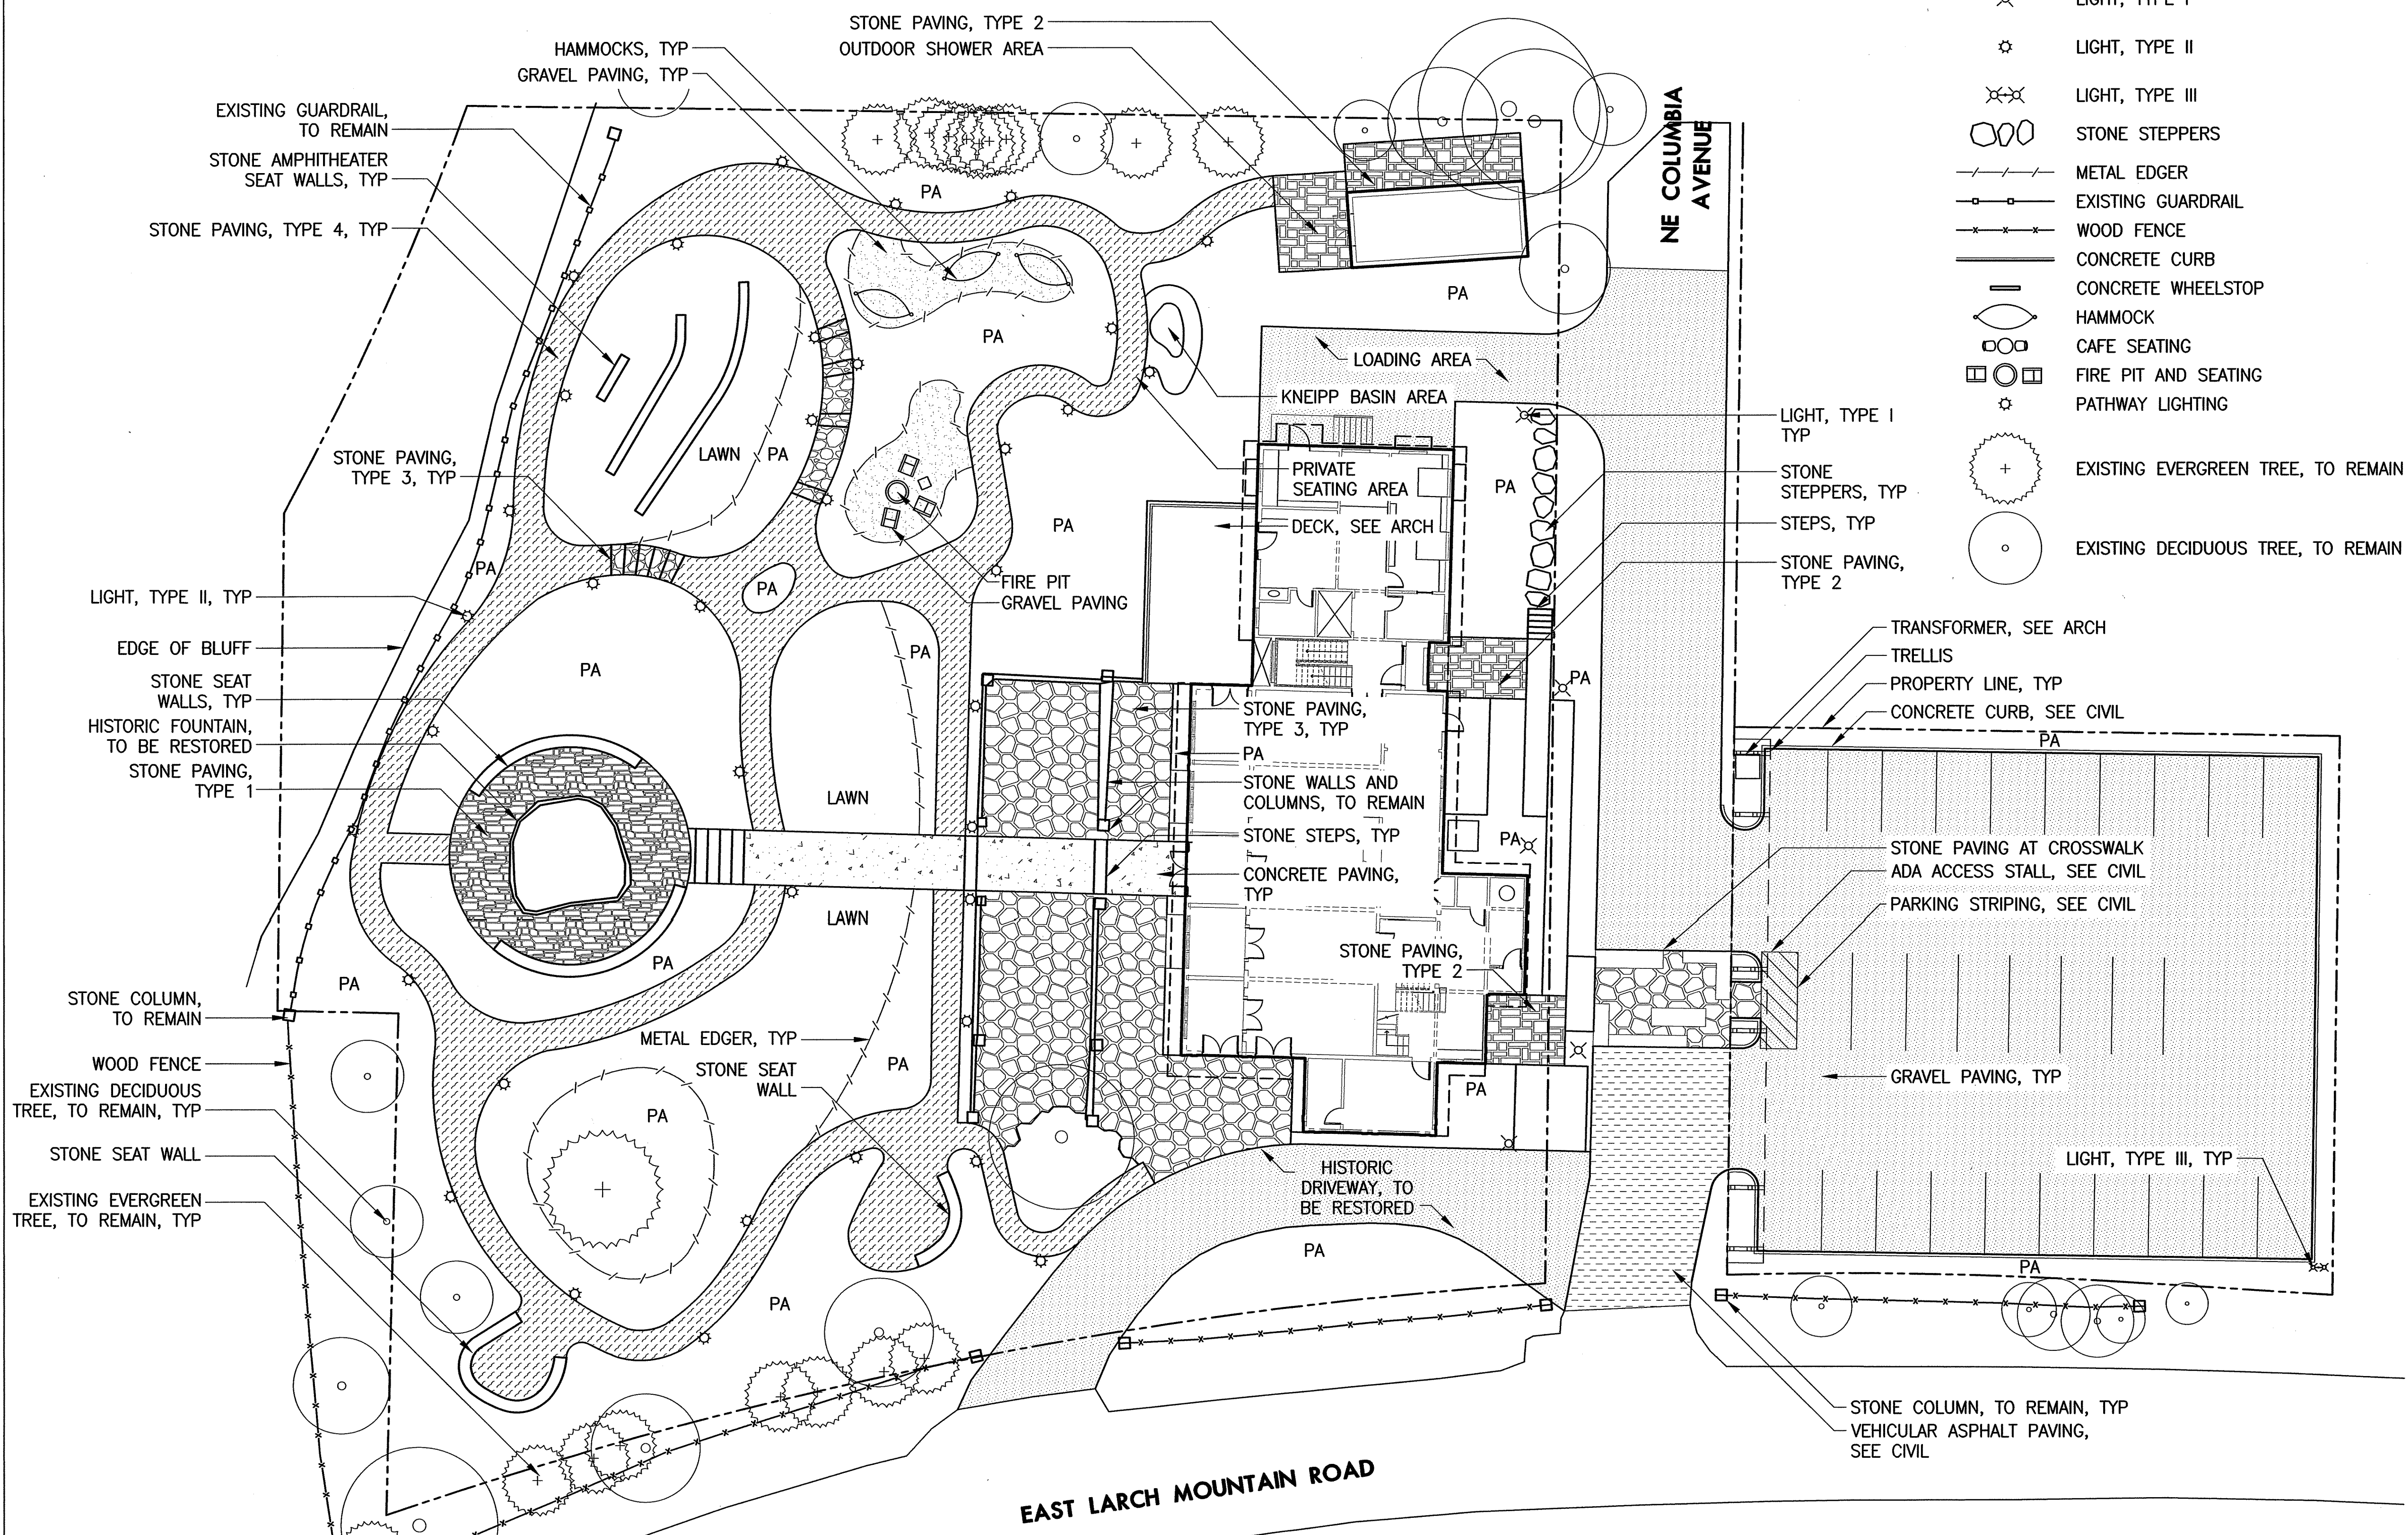 STONE PAVING, TYPE 2
OUTDOOR SHOWER AREA
HAMMOCKS, TYP
GRAVEL PAVING, TYP
EXISTING GUARDRAIL,
TO REMAIN
STONE AMPHITHEATER
SEAT WALLS, TYP
STONE PAVING, TYPE 4, TYP
STONE PAVING,
TYPE 3, TYP
LIGHT, TYPE II, TYP
EDGE OF BLUFF
STONE SEAT
WALLS, TYP
HISTORIC FOUNTAIN,
TO BE RESTORED
STONE PAVING,
TYPE 1
STONE COLUMN,
TO REMAIN
WOOD FENCE
EXISTING DECIDUOUS
TREE, TO REMAIN, TYP
STONE SEAT WALL
EXISTING EVERGREEN
TREE, TO REMAIN, TYP
PA
PA
LAWN
PA
PA
PA
PA
PA
PA
LAWN
LAWN
PA
PA
METAL EDGER, TYP
PA
STONE SEAT
WALL
PA
PA
FIRE PIT
GRAVEL PAVING
PA
LOADING AREA
KNEIPP BASIN AREA
PRIVATE
SEATING AREA
DECK, SEE ARCH
PA
STONE PAVING,
TYPE 3, TYP
PA
STONE WALLS AND
COLUMNS, TO REMAIN
STONE STEPS, TYP
CONCRETE PAVING,
TYP
STONE PAVING,
TYPE 2
PA
PA
PA
HISTORIC
DRIVEWAY, TO
BE RESTORED
PA
NE COLUMBIA
AVENUE
LIGHT, TYPE I
TYP
STONE
STEPPERS, TYP
STEPS, TYP
STONE PAVING,
TYPE 2
TRANSFORMER, SEE ARCH
TRELLIS
PROPERTY LINE, TYP
CONCRETE CURB, SEE CIVIL
PA
STONE PAVING AT CROSSWALK
ADA ACCESS STALL, SEE CIVIL
PARKING STRIPING, SEE CIVIL
GRAVEL PAVING, TYP
LIGHT, TYPE III, TYP
PA
STONE COLUMN, TO REMAIN, TYP
VEHICULAR ASPHALT PAVING,
SEE CIVIL
EAST LARCH MOUNTAIN ROAD
LIGHT, TYPE I
LIGHT, TYPE II
LIGHT, TYPE III
STONE STEPPERS
METAL EDGER
EXISTING GUARDRAIL
WOOD FENCE
CONCRETE CURB
CONCRETE WHEELSTOP
HAMMOCK
CAFE SEATING
FIRE PIT AND SEATING
PATHWAY LIGHTING
EXISTING EVERGREEN TREE, TO REMAIN
EXISTING DECIDUOUS TREE, TO REMAIN